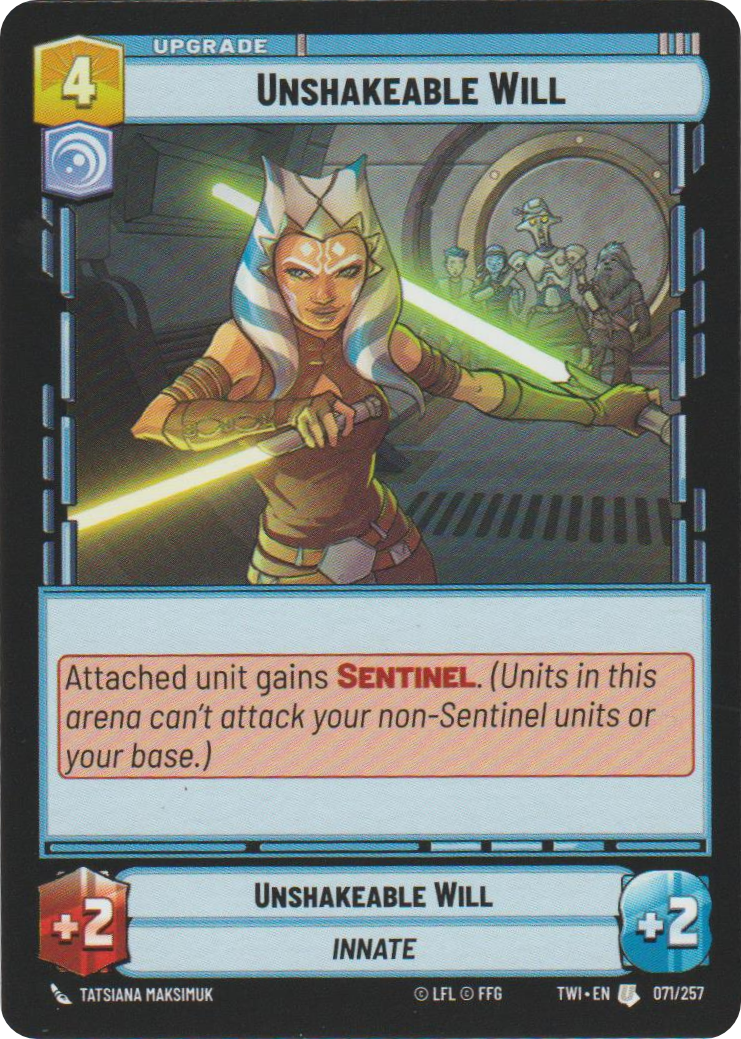 UPGRADE
4
UNSHAKEABLE WILL
Attached unit gains SENTINEL. (Units in this
arena can't attack your non-Sentinel units or
your base.)
+2
UNSHAKEABLE WILL
INNATE
+2
TATSIANA MAKSIMUK
© LFL © FFG
TWI • EN
U
071/257